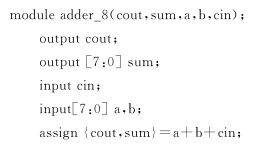 module adder_8(cout,sum,a,b,cin);
output cout;
output [7:0] sum;
input cin;
input[7:0] a,b;
assign {cout,sum}=a+b+cin;